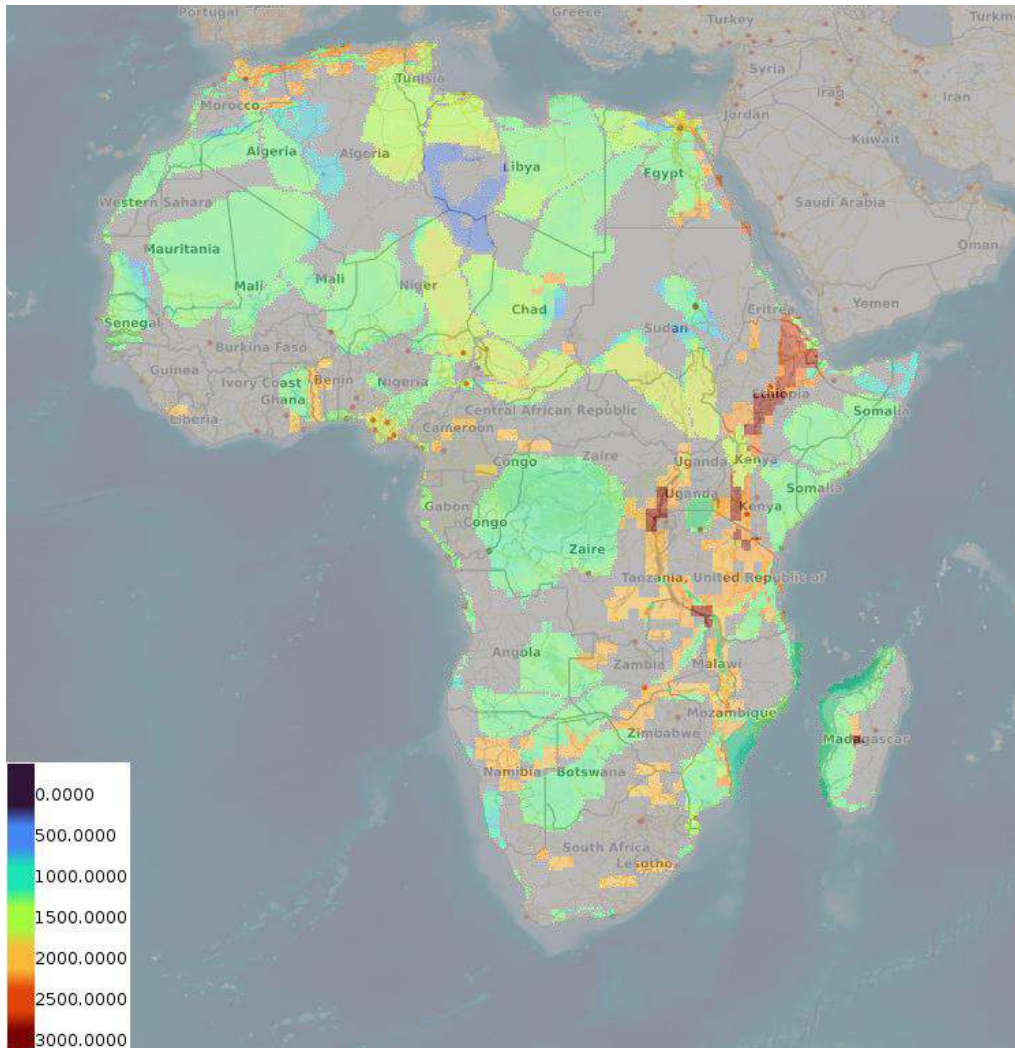 Portugal
Greece
Turkey
Turkm
Syria
Iraq
Iran
Tunisia
Morocco
Jordan
Kuwait
Algeria
Algeria
Libya
Egypt
Western Sahara
Saudi Arabia
Mauritania
Oman
Mali
Mali
Niger
Chad
Yemen
Eritrea
Senegal
Sudan
Burkina Faso
Guinea
Ivory Coast
Benin
Nigeria
Ethiopia
Ghana
Central African Republic
Somalia
Liberia
Cameroon
Congo
Zaire
Uganda
Kenya
Somalia
Uganda
Gabon
Kenya
Congo
Zaire
Tanzania, United Republic of
Angola
Zambia
Malawi
Mozambique
Zimbabwe
Madagascar
Namibia
Botswana
0.0000
500.0000
South Africa
Lesotho
1000.0000
1500.0000
2000.0000
2500.0000
3000.0000